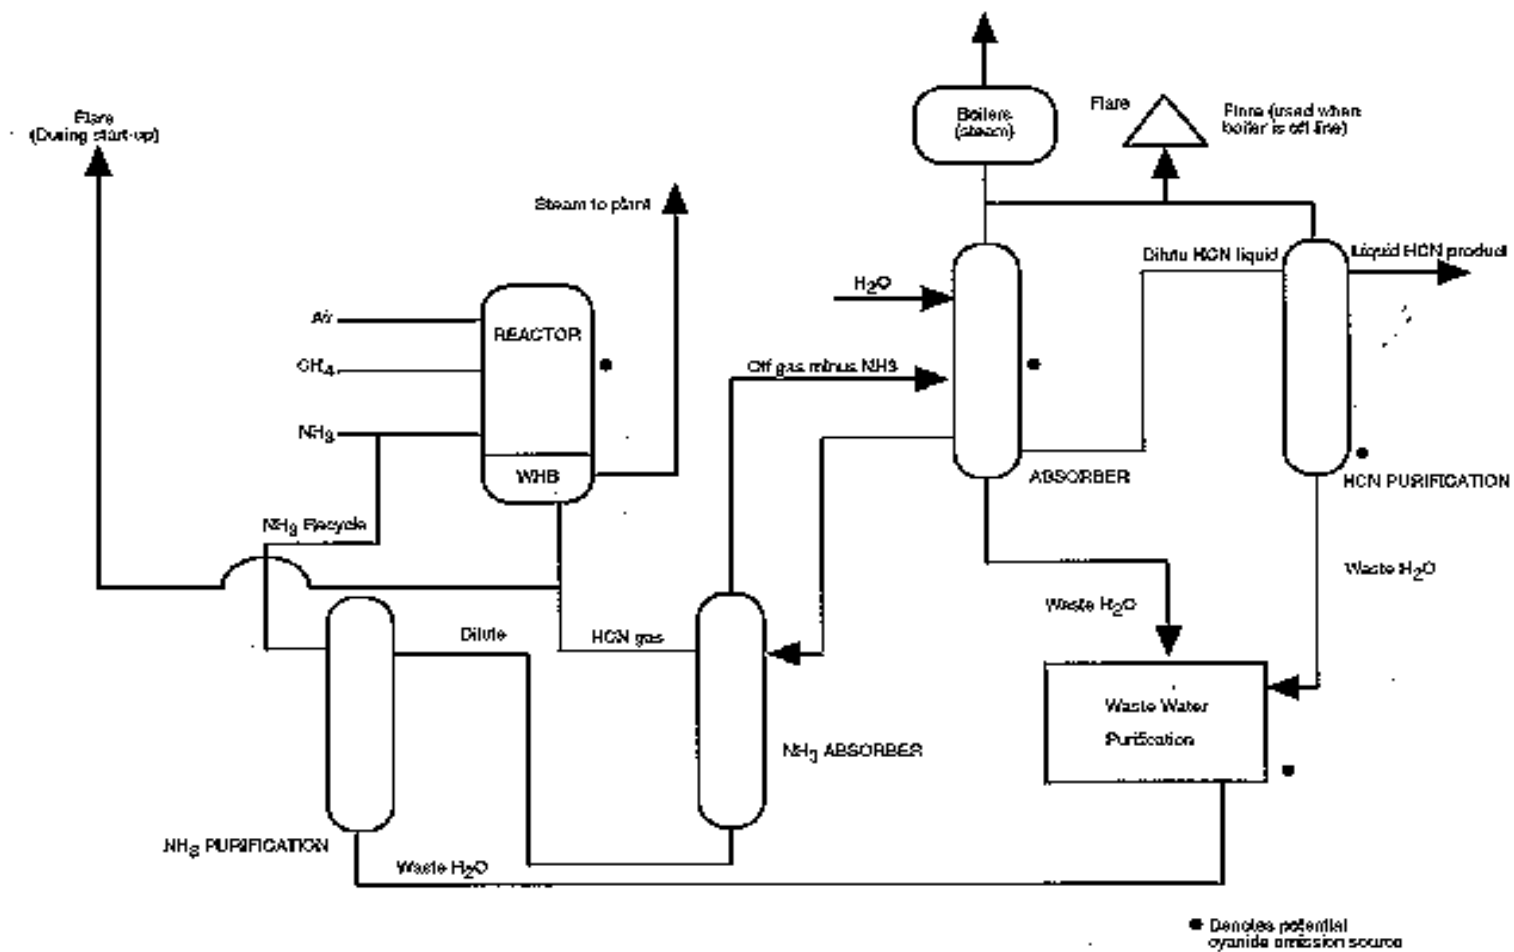 Boilers
(steam)
Flare
Flare (used when
boiler is off-line)
Flare
(During start-up)
Steam to plant
Dilute HCN liquid
Liquid HCN product
H2O
Air
REACTOR
CH4
Off gas minus NH3
NH3
WHB
ABSORBER
HCN PURIFICATION
NH3 Recycle
Waste H2O
Waste H2O
Dilute
HCN gas
Waste Water
Purification
NH3 ABSORBER
NH3 PURIFICATION
Waste H2O
● Denotes potential
cyanide emission source